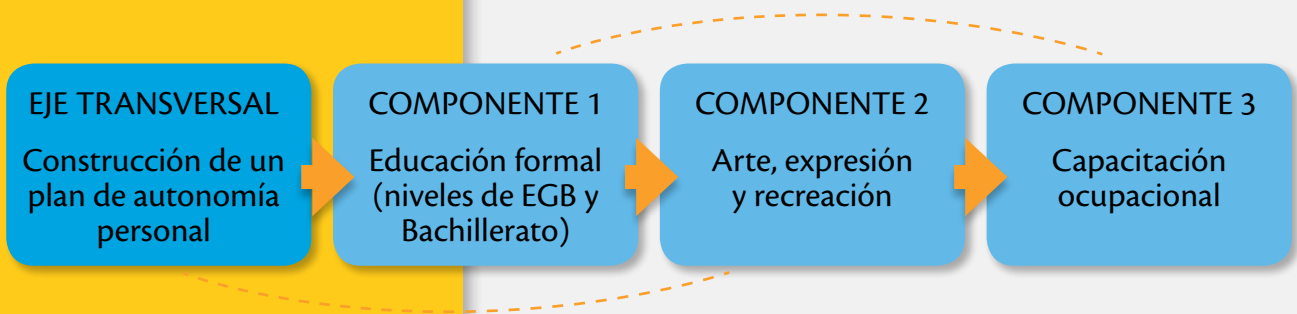 EJE TRANSVERSAL
Construcción de un
plan de autonomía
personal
COMPONENTE 1
Educación formal
(niveles de EGB y
Bachillerato)
COMPONENTE 2
Arte, expresión
y recreación
COMPONENTE 3
Capacitación
ocupacional